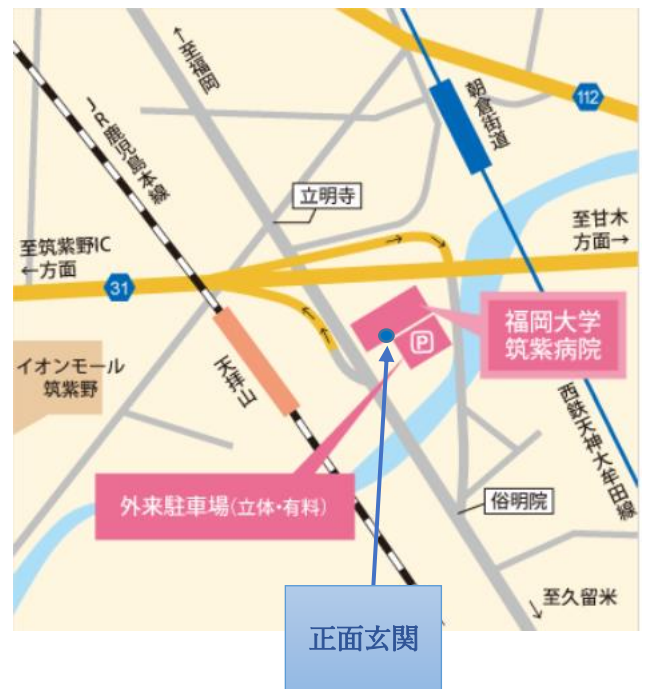 ↑至福岡
112
朝倉街道
JR鹿児島本線
立明寺
至筑紫野IC
←方面
至甘木
方面→
31
福岡大学
筑紫病院
P
イオンモール
筑紫野
天拝山
西鉄天神大牟田線
外来駐車場(立体・有料)
俗明院
至久留米
正面玄関